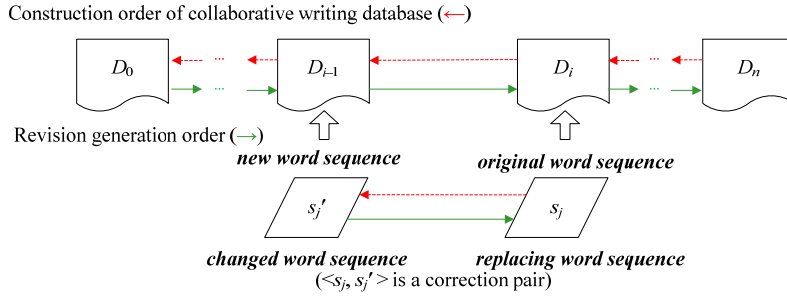 Construction order of collaborative writing database (←)
D₀ ... Dᵢ₋₁ Dᵢ ... Dₙ
...
...
Revision generation order (→)
new word sequence original word sequence
sⱼ′ sⱼ
changed word sequence replacing word sequence
(<sⱼ, sⱼ′ > is a correction pair)